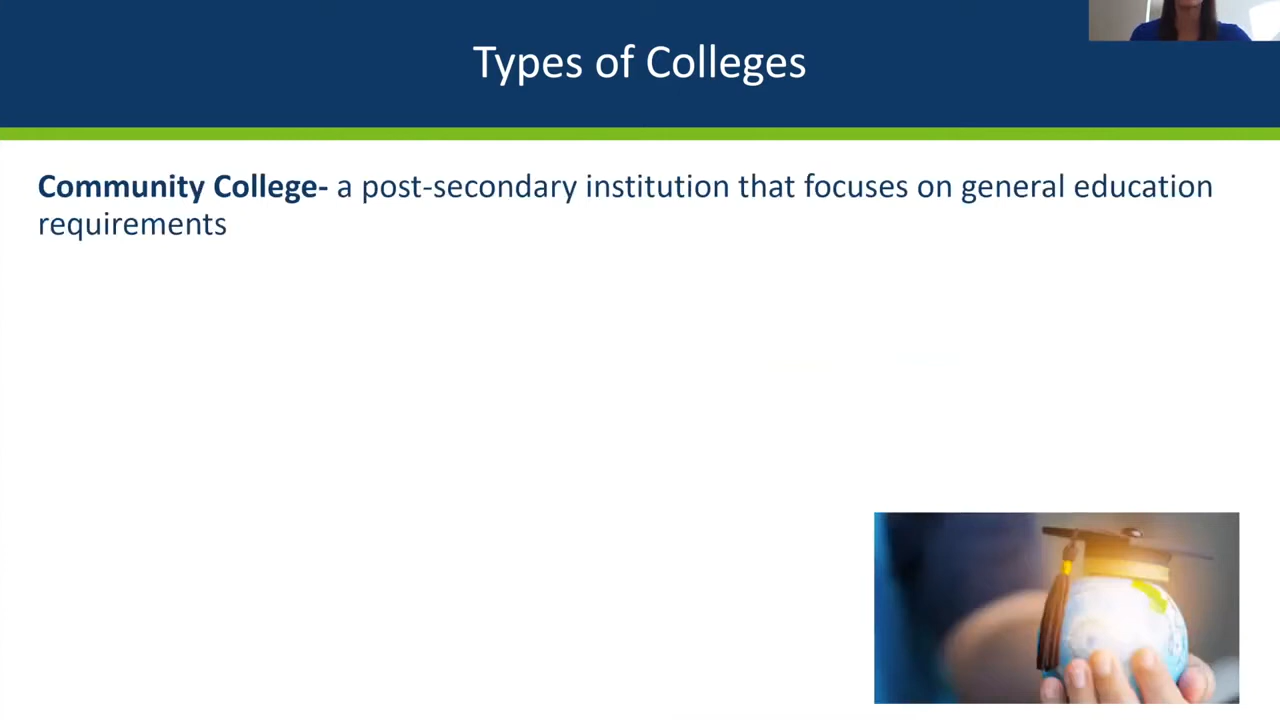 Types of Colleges
Community College- a post-secondary institution that focuses on general education
requirements